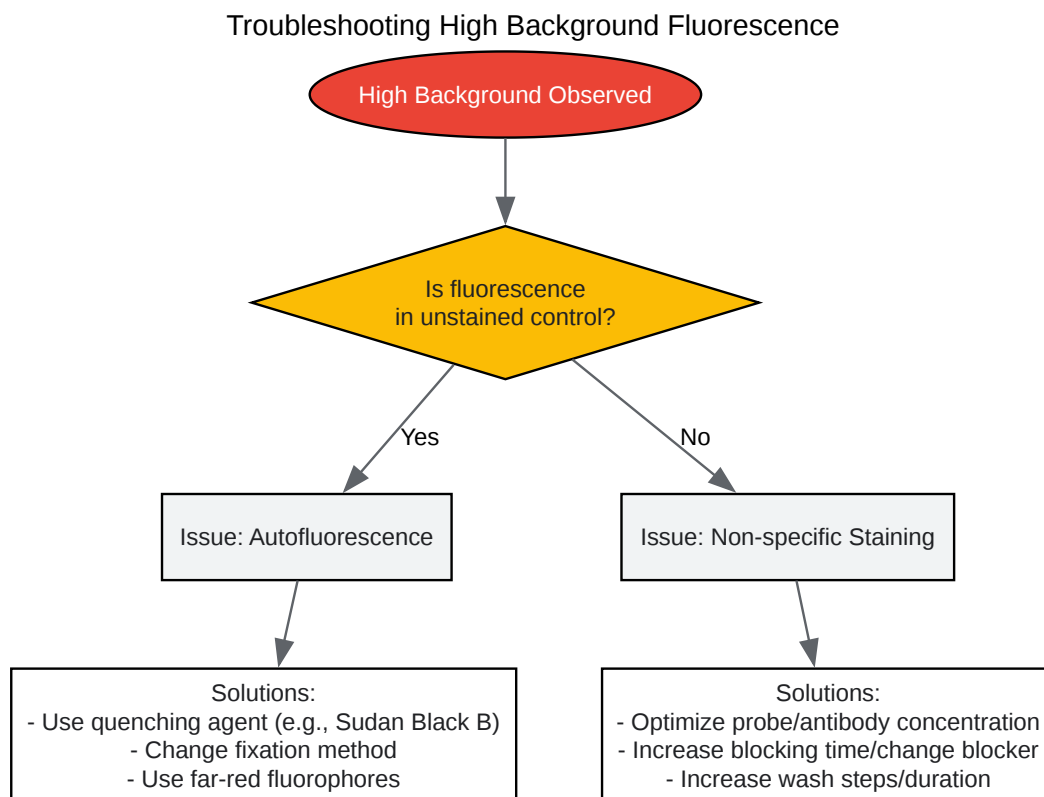 Troubleshooting High Background Fluorescence
High Background Observed
Is fluorescence
in unstained control?
Yes
No
Issue: Autofluorescence
Issue: Non-specific Staining
Solutions:
- Use quenching agent (e.g., Sudan Black B)
- Change fixation method
- Use far-red fluorophores
Solutions:
- Optimize probe/antibody concentration
- Increase blocking time/change blocker
- Increase wash steps/duration